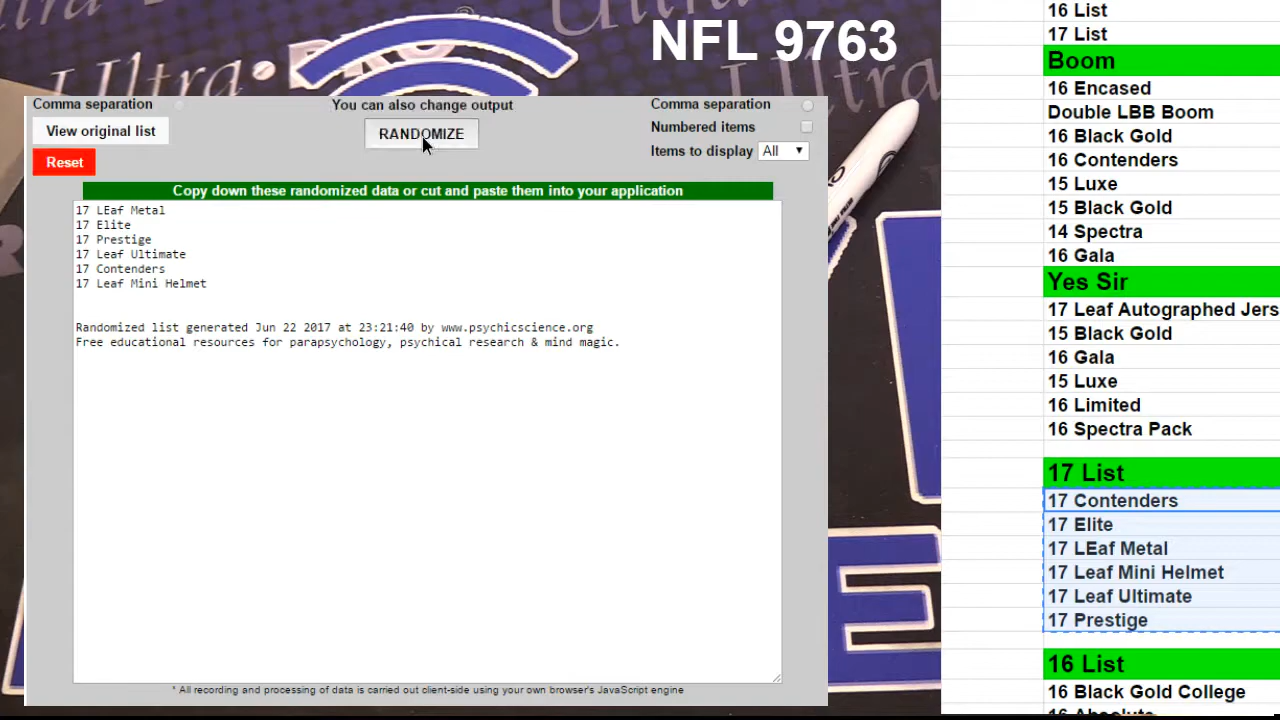 Ultra PRO
Ultra
NFL 9763
Comma separation
You can also change output
Comma separation
View original list
RANDOMIZE
Numbered items
Reset
Items to display All
Copy down these randomized data or cut and paste them into your application
17 LEaf Metal
17 Elite
17 Prestige
17 Leaf Ultimate
17 Contenders
17 Leaf Mini Helmet
Randomized list generated Jun 22 2017 at 23:21:40 by www.psychicscience.org
Free educational resources for parapsychology, psychical research & mind magic.
* All recording and processing of data is carried out client-side using your own browser's JavaScript engine
16 List
17 List
Boom
16 Encased
Double LBB Boom
16 Black Gold
16 Contenders
15 Luxe
15 Black Gold
14 Spectra
16 Gala
Yes Sir
17 Leaf Autographed Jers
15 Black Gold
16 Gala
15 Luxe
16 Limited
16 Spectra Pack
17 List
17 Contenders
17 Elite
17 LEaf Metal
17 Leaf Mini Helmet
17 Leaf Ultimate
17 Prestige
16 List
16 Black Gold College
16 Absolute